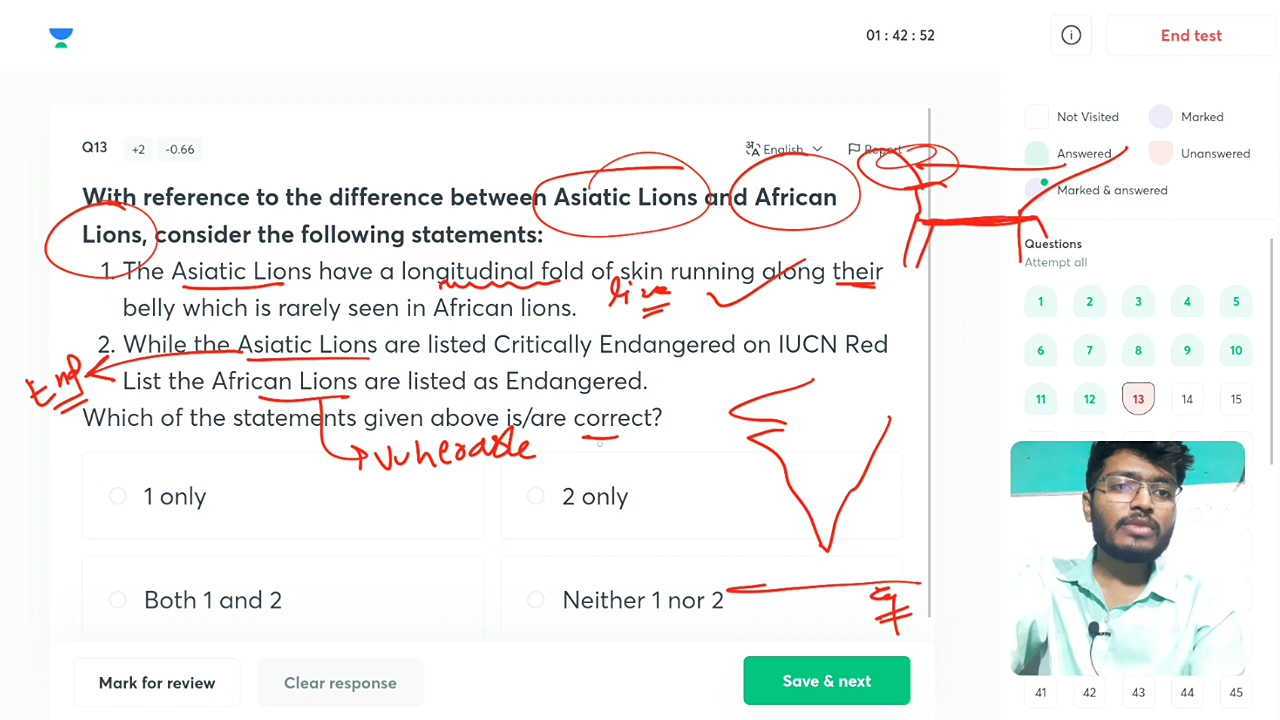 01 : 42 : 52
End test
Q13
+2
-0.66
English
Report
With reference to the difference between Asiatic Lions and African
Lions, consider the following statements:
1. The Asiatic Lions have a longitudinal fold of skin running along their
belly which is rarely seen in African lions.
2. While the Asiatic Lions are listed Critically Endangered on IUCN Red
List the African Lions are listed as Endangered.
Which of the statements given above is/are correct?
1 only
2 only
Both 1 and 2
Neither 1 nor 2
Mark for review
Clear response
Save & next
Not Visited
Marked
Answered
Unanswered
Marked & answered
Questions
Attempt all
1 2 3 4 5
6 7 8 9 10
11 12 13 14 15
41 42 43 44 45